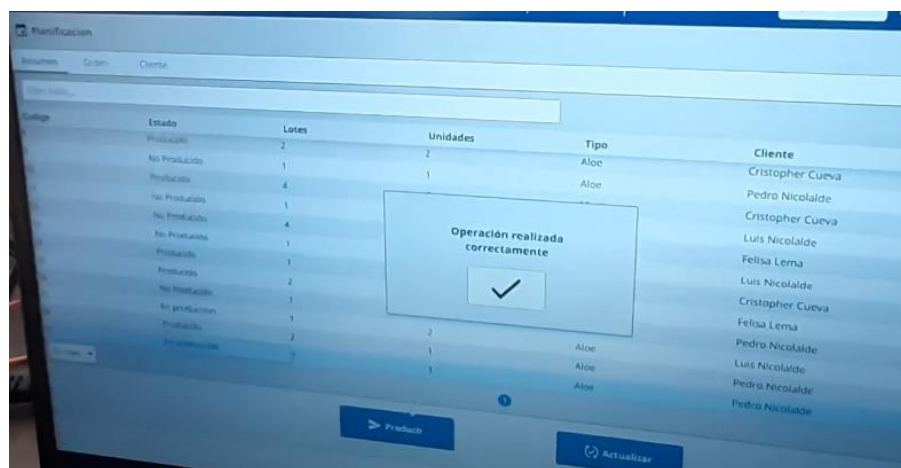 Planificacion
Resumen Orden Cliente
Codigo Estado Lotes Unidades Tipo Cliente
Producido 2 2 Aloe Cristopher Cueva
No Producido 1 1 Aloe Pedro Nicolalde
Producido 4 Cristopher Cueva
No Producido 1 Luis Nicolalde
No Producido 4 Felisa Lema
No Producido 1 Luis Nicolalde
Producido 1 Cristopher Cueva
Producido 2 Felisa Lema
No Producido 1 Pedro Nicolalde
En produccion 1 2 Aloe Luis Nicolalde
Producido 2 1 Aloe Pedro Nicolalde
En produccion 2 1 Aloe Pedro Nicolalde
Operación realizada
correctamente
1
Producir
Actualizar